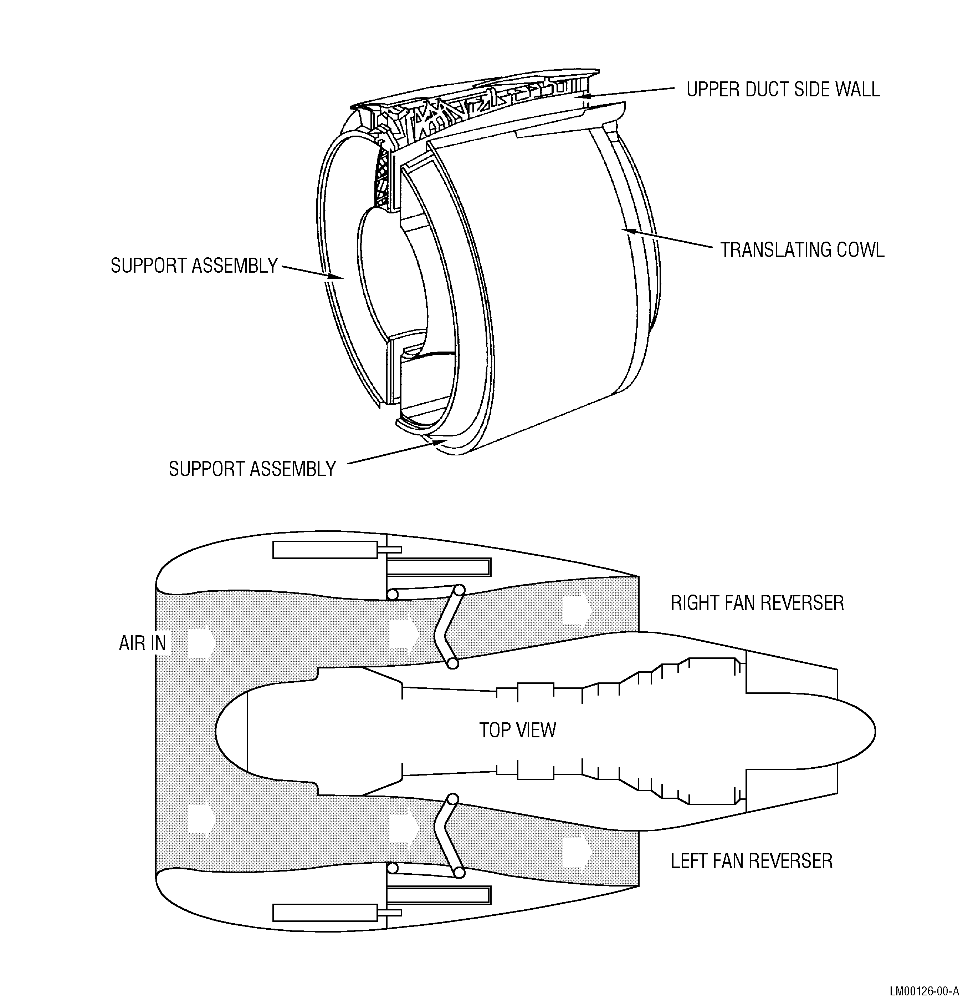 UPPER DUCT SIDE WALL
TRANSLATING COWL
SUPPORT ASSEMBLY
SUPPORT ASSEMBLY
RIGHT FAN REVERSER
AIR IN
TOP VIEW
LEFT FAN REVERSER
LM00126-00-A